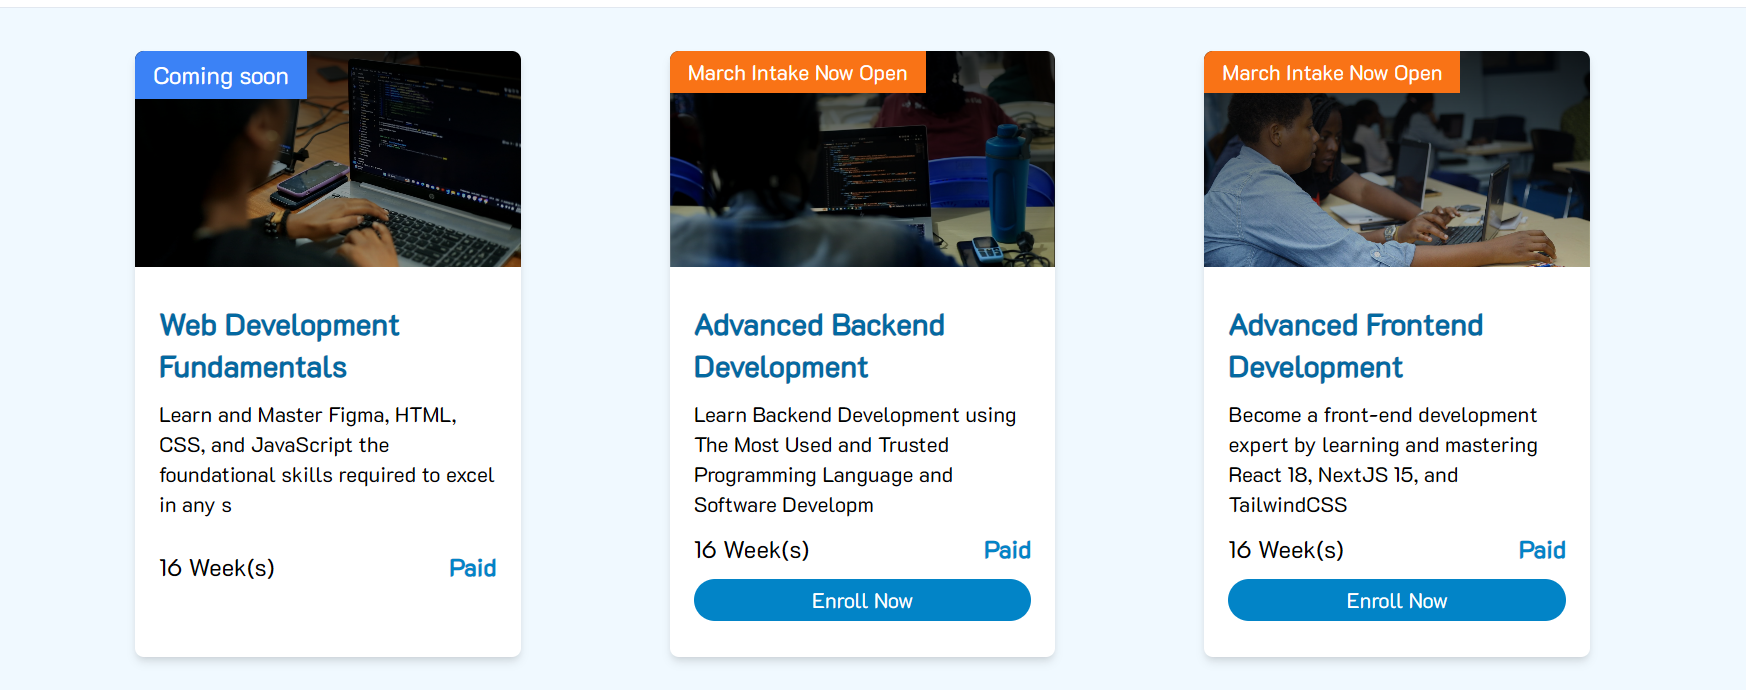 Coming soon
Web Development
Fundamentals
Learn and Master Figma, HTML,
CSS, and JavaScript the
foundational skills required to excel
in any s
16 Week(s)
Paid
March Intake Now Open
Advanced Backend
Development
Learn Backend Development using
The Most Used and Trusted
Programming Language and
Software Developm
16 Week(s)
Paid
Enroll Now
March Intake Now Open
Advanced Frontend
Development
Become a front-end development
expert by learning and mastering
React 18, NextJS 15, and
TailwindCSS
16 Week(s)
Paid
Enroll Now